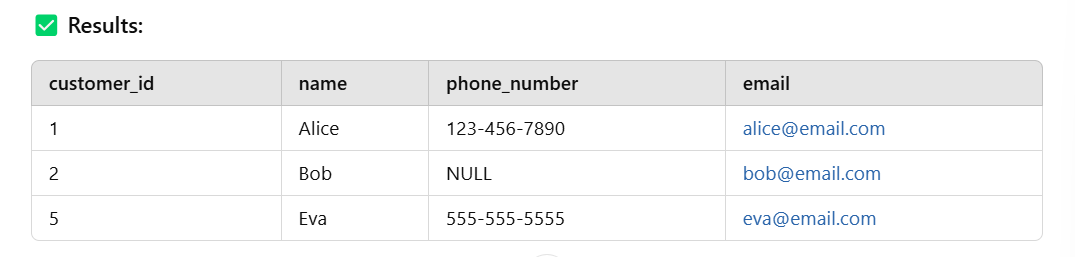 ✅ Results:
customer_id name phone_number email
1 Alice 123-456-7890 alice@email.com
2 Bob NULL bob@email.com
5 Eva 555-555-5555 eva@email.com